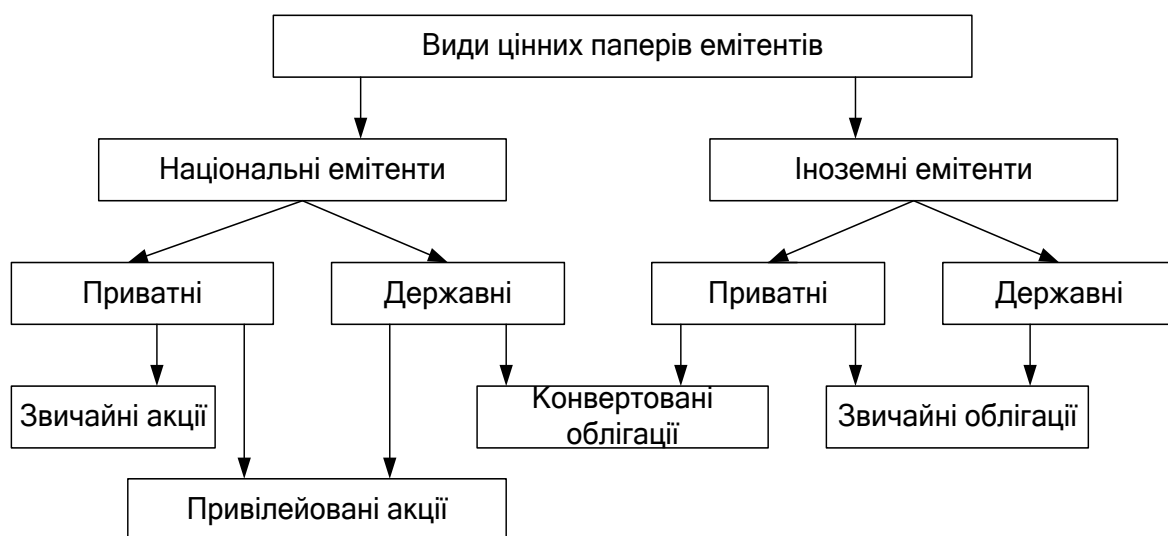 Види цінних паперів емітентів
Національні емітенти
Іноземні емітенти
Приватні
Державні
Приватні
Державні
Звичайні акції
Конвертовані
облігації
Звичайні облігації
Привілейовані акції